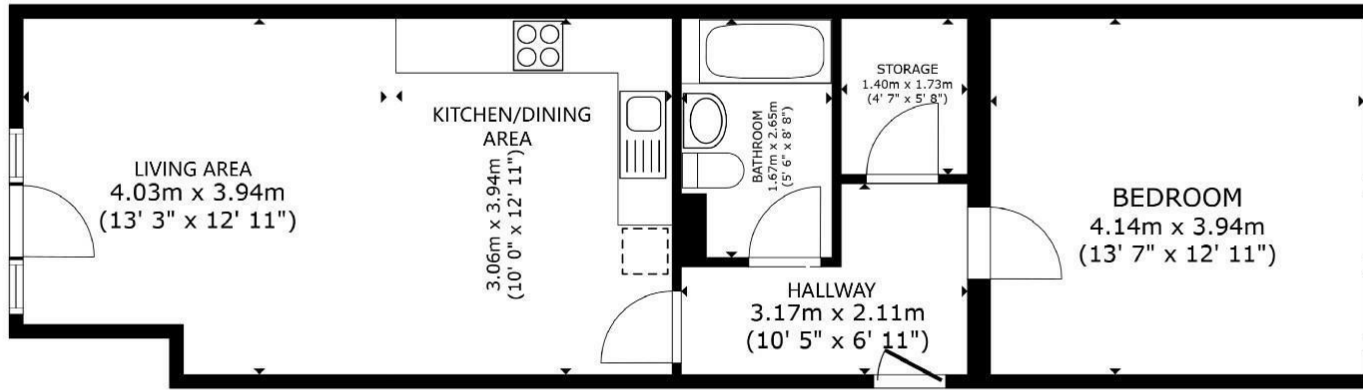 LIVING AREA
4.03m x 3.94m
(13' 3" x 12' 11")
KITCHEN/DINING
AREA
3.06m x 3.94m
(10' 0" x 12' 11")
BATHROOM
1.67m x 2.65m
(5' 6" x 8' 8")
STORAGE
1.40m x 1.73m
(4' 7" x 5' 8")
HALLWAY
3.17m x 2.11m
(10' 5" x 6' 11")
BEDROOM
4.14m x 3.94m
(13' 7" x 12' 11")